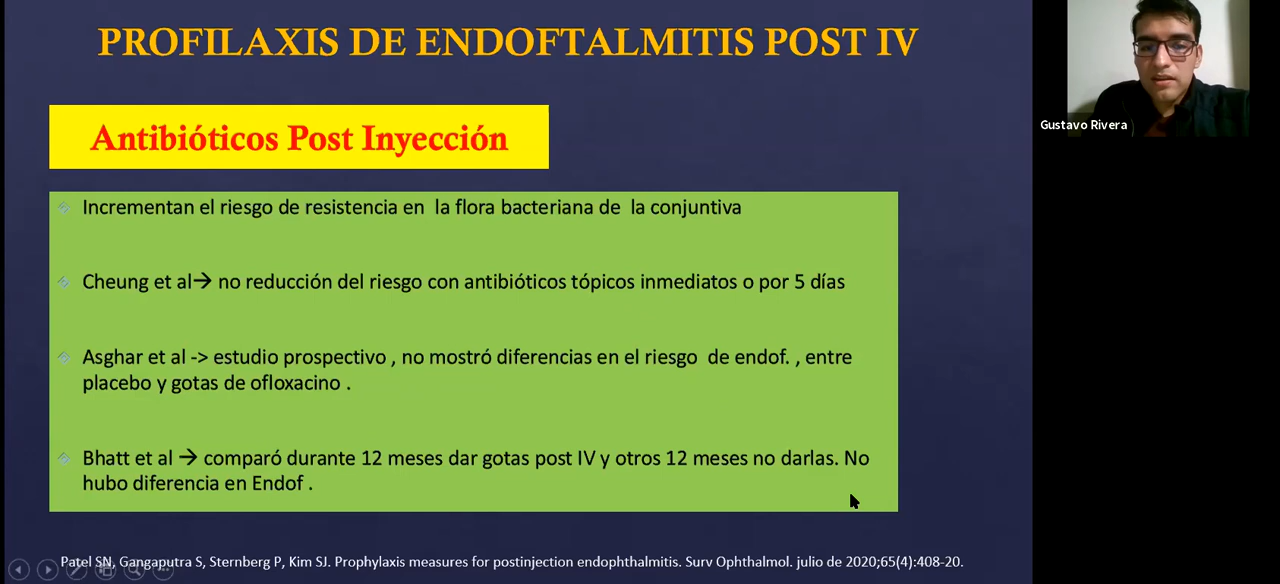 PROFILAXIS DE ENDOFTALMITIS POST IV
Gustavo Rivera
Antibióticos Post Inyección
Incrementan el riesgo de resistencia en la flora bacteriana de la conjuntiva
Cheung et al→ no reducción del riesgo con antibióticos tópicos inmediatos o por 5 días
Asghar et al -> estudio prospectivo , no mostró diferencias en el riesgo de endof. , entre
placebo y gotas de ofloxacino .
Bhatt et al → comparó durante 12 meses dar gotas post IV y otros 12 meses no darlas. No
hubo diferencia en Endof .
Patel SN, Gangaputra S, Sternberg P, Kim SJ. Prophylaxis measures for postinjection endophthalmitis. Surv Ophthalmol. julio de 2020;65(4):408-20.